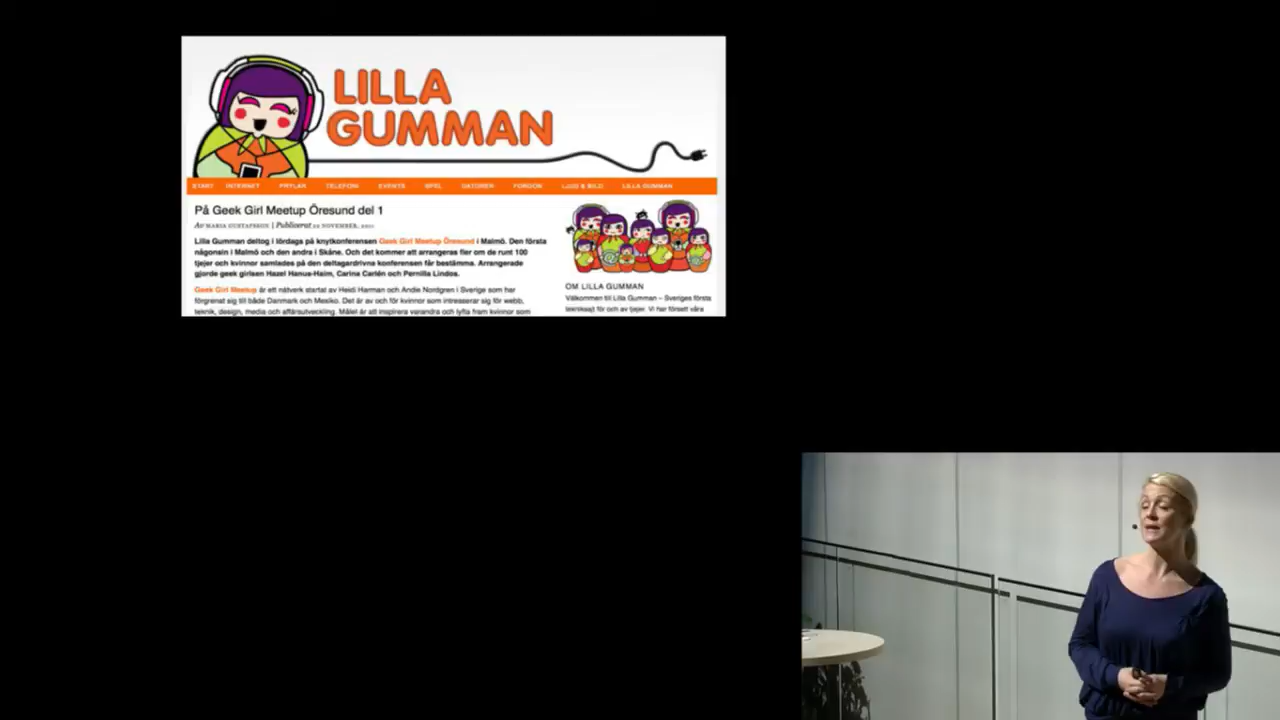 LILLA
GUMMAN
START INTERNET PRYLAR TELEFONI EVENTS SPEL DATORER FORDON LJUD & BILD LILLA GUMMAN
På Geek Girl Meetup Öresund del 1
AV MARIA GUSTAFSSON | Publicerat NOVEMBER,
Lilla Gumman deltog i lördags på knytkonferensen Geek Girl Meetup Öresund i Malmö. Den första
någonsin i Malmö och den andra i Skåne. Och det kommer att arrangeras fler om de runt 100
tjejer och kvinnor samlades på den deltagardrivna konferensen får bestämma. Arrangerade
gjorde geek girlsen Hazel Hanus-Haim, Carina Carlén och Pernilla Lindos.
Geek Girl Meetup är ett nätverk startat av Heidi Harman och Andie Nordgren i Sverige som har
förgrenat sig till både Danmark och Mexiko. Det är av och för kvinnor som intresserar sig för webb,
teknik, design, media och affärsutveckling. Målet är att inspirera varandra och lyfta fram kvinnor som
OM LILLA GUMMAN
Välkommen till Lilla Gumman – Sveriges första
tekniksajt för och av tjejer. Vi har försett våra